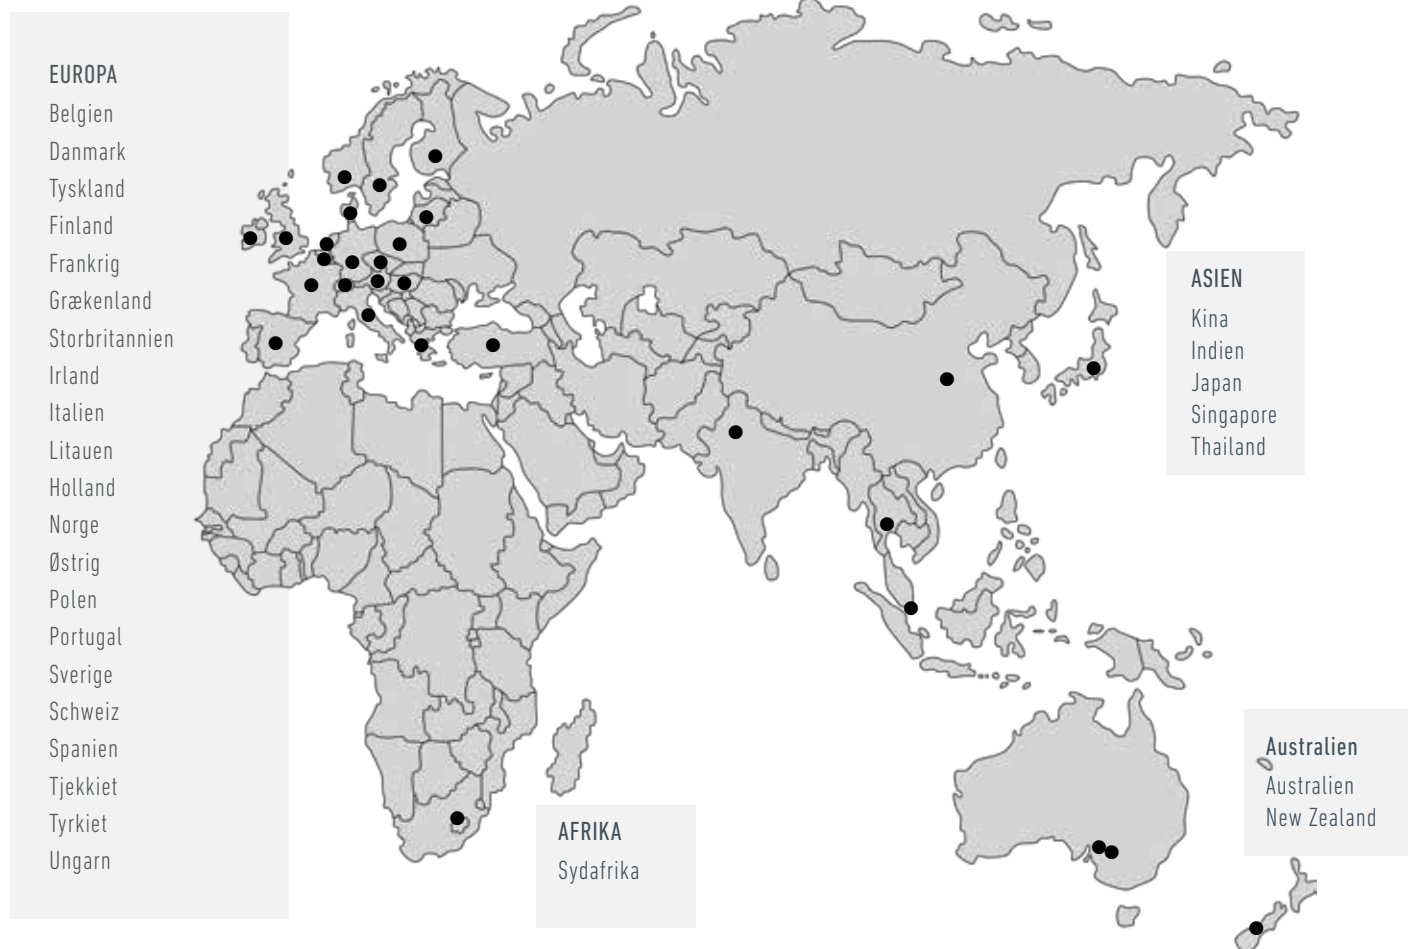 EUROPA
Belgien
Danmark
Tyskland
Finland
Frankrig
Grækenland
Storbritannien
Irland
Italien
Litauen
Holland
Norge
Østrig
Polen
Portugal
Sverige
Schweiz
Spanien
Tjekkiet
Tyrkiet
Ungarn
ASIEN
Kina
Indien
Japan
Singapore
Thailand
AFRIKA
Sydafrika
Australien
Australien
New Zealand